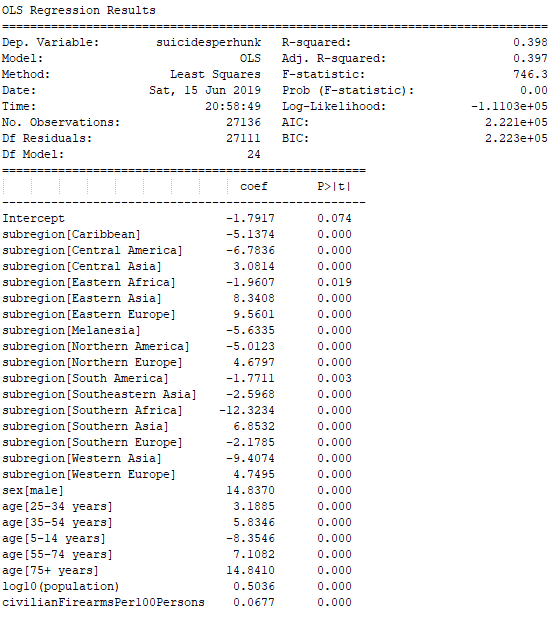 OLS Regression Results
==============================================================================
Dep. Variable: suicidesperhunk R-squared: 0.398
Model: OLS Adj. R-squared: 0.397
Method: Least Squares F-statistic: 746.3
Date: Sat, 15 Jun 2019 Prob (F-statistic): 0.00
Time: 20:58:49 Log-Likelihood: -1.1103e+05
No. Observations: 27136 AIC: 2.221e+05
Df Residuals: 27111 BIC: 2.223e+05
Df Model: 24
====================================================
coef P>|t|
----------------------------------------------------
Intercept -1.7917 0.074
subregion[Caribbean] -5.1374 0.000
subregion[Central America] -6.7836 0.000
subregion[Central Asia] 3.0814 0.000
subregion[Eastern Africa] -1.9607 0.019
subregion[Eastern Asia] 8.3408 0.000
subregion[Eastern Europe] 9.5601 0.000
subregion[Melanesia] -5.6335 0.000
subregion[Northern America] -5.0123 0.000
subregion[Northern Europe] 4.6797 0.000
subregion[South America] -1.7711 0.003
subregion[Southeastern Asia] -2.5968 0.000
subregion[Southern Africa] -12.3234 0.000
subregion[Southern Asia] 6.8532 0.000
subregion[Southern Europe] -2.1785 0.000
subregion[Western Asia] -9.4074 0.000
subregion[Western Europe] 4.7495 0.000
sex[male] 14.8370 0.000
age[25-34 years] 3.1885 0.000
age[35-54 years] 5.8346 0.000
age[5-14 years] -8.3546 0.000
age[55-74 years] 7.1082 0.000
age[75+ years] 14.8410 0.000
log10(population) 0.5036 0.000
civilianFirearmsPer100Persons 0.0677 0.000